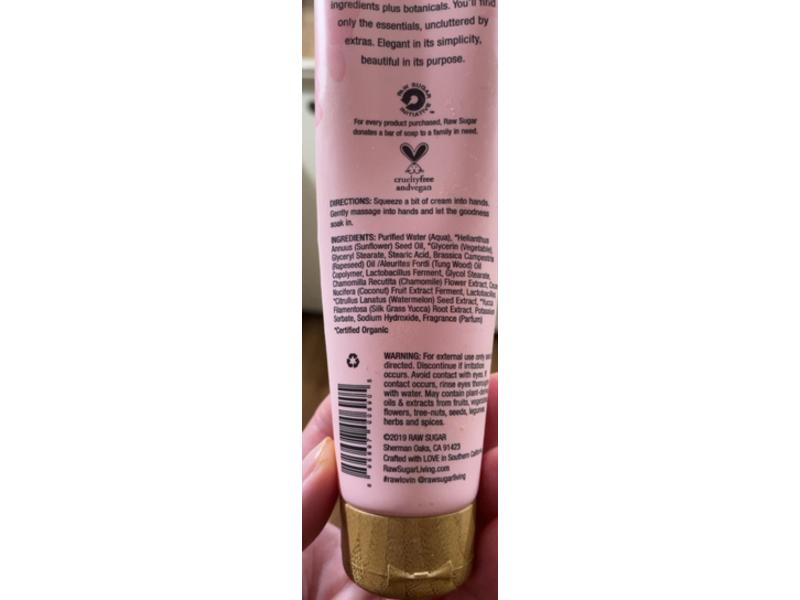 ingredients plus botanicals. You'll find
only the essentials, uncluttered by
extras. Elegant in its simplicity,
beautiful in its purpose.
RAW SUGAR
INITIATIVE
For every product purchased, Raw Sugar
donates a bar of soap to a family in need.
crueltyfree
andvegan
DIRECTIONS: Squeeze a bit of cream into hands.
Gently massage into hands and let the goodness
soak in.
INGREDIENTS: Purified Water (Aqua), *Helianthus
Annuus (Sunflower) Seed Oil, *Glycerin (Vegetable),
Glyceryl Stearate, Stearic Acid, Brassica Campestris
(Rapeseed) Oil /Aleurites Fordi (Tung Wood) Oil
Copolymer, Lactobacillus Ferment, Glycol Stearate,
Chamomilla Recutita (Chamomile) Flower Extract,
Nucifera (Coconut) Fruit Extract Ferment, Lactobacillus,
*Citrullus Lanatus (Watermelon) Seed Extract, *Yucca
Filamentosa (Silk Grass Yucca) Root Extract, Potassium
Sorbate, Sodium Hydroxide, Fragrance (Parfum)
*Certified Organic
WARNING: For external use only
directed. Discontinue if irritation
occurs. Avoid contact with eyes. If
contact occurs, rinse eyes
with water. May contain
oils & extracts from fruits,
flowers, tree-nuts, seeds, legumes,
herbs and spices.
©2019 RAW SUGAR
Sherman Oaks, CA 91423
Crafted with LOVE in Southern
RawSugarLiving.com
#rawlovin @rawsugarliving